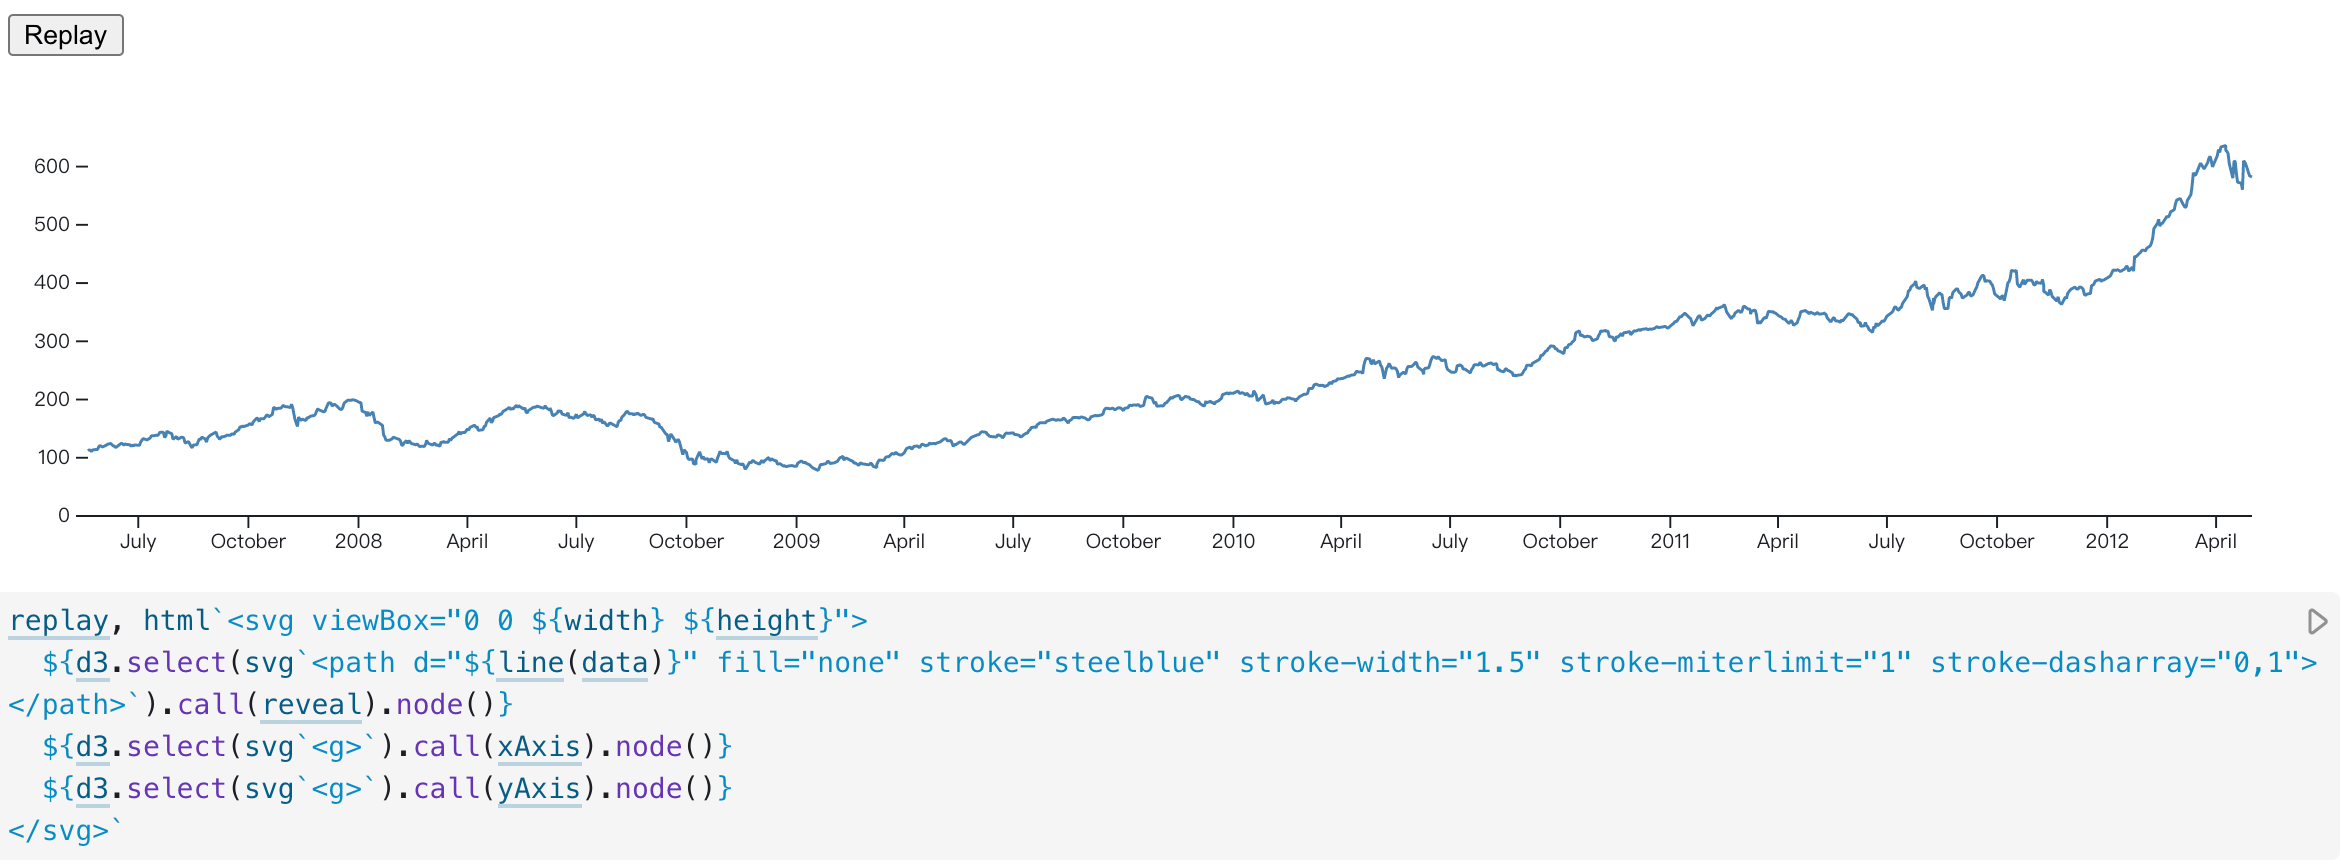 Replay
600
500
400
300
200
100
0
July October 2008 April July October 2009 April July October 2010 April July October 2011 April July October 2012 April
replay, html`<svg viewBox="0 0 ${width} ${height}">
  ${d3.select(svg`<path d="${line(data)}" fill="none" stroke="steelblue" stroke-width="1.5" stroke-miterlimit="1" stroke-dasharray="0,1">
</path>`).call(reveal).node()}
  ${d3.select(svg`<g>`).call(xAxis).node()}
  ${d3.select(svg`<g>`).call(yAxis).node()}
</svg>`